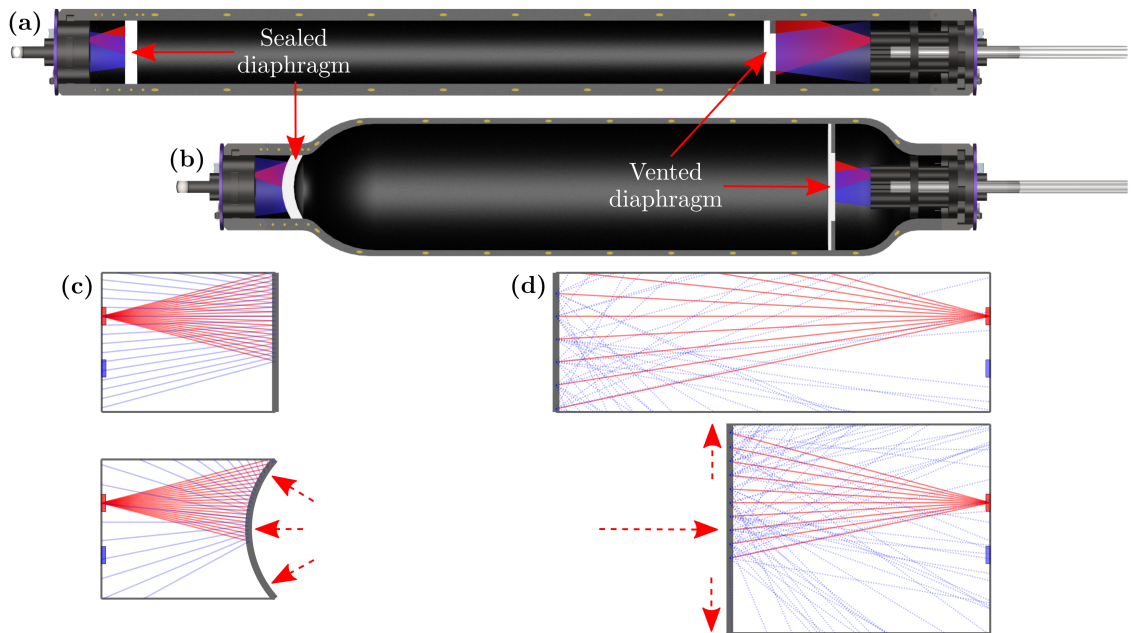 (a)
Sealed
diaphragm
(b)
Vented
diaphragm
(c)
(d)